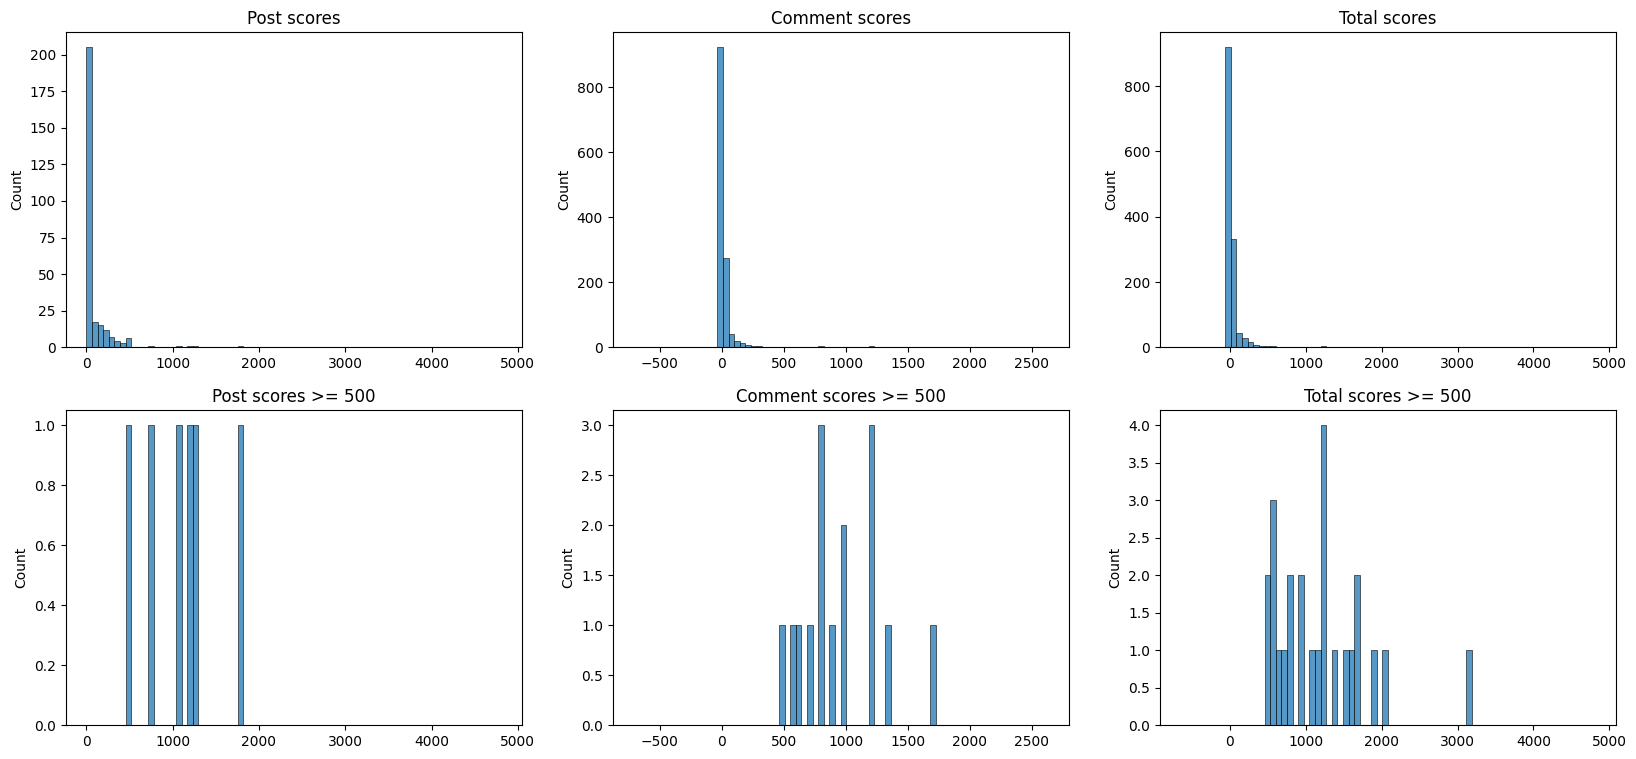 Post scores
Comment scores
Total scores
Count
200
175
150
125
100
75
50
25
0
0 1000 2000 3000 4000 5000
Count
800
600
400
200
0
−500 0 500 1000 1500 2000 2500
Count
800
600
400
200
0
0 1000 2000 3000 4000 5000
Post scores >= 500
Comment scores >= 500
Total scores >= 500
Count
1.0
0.8
0.6
0.4
0.2
0.0
0 1000 2000 3000 4000 5000
Count
3.0
2.5
2.0
1.5
1.0
0.5
0.0
−500 0 500 1000 1500 2000 2500
Count
4.0
3.5
3.0
2.5
2.0
1.5
1.0
0.5
0.0
0 1000 2000 3000 4000 5000